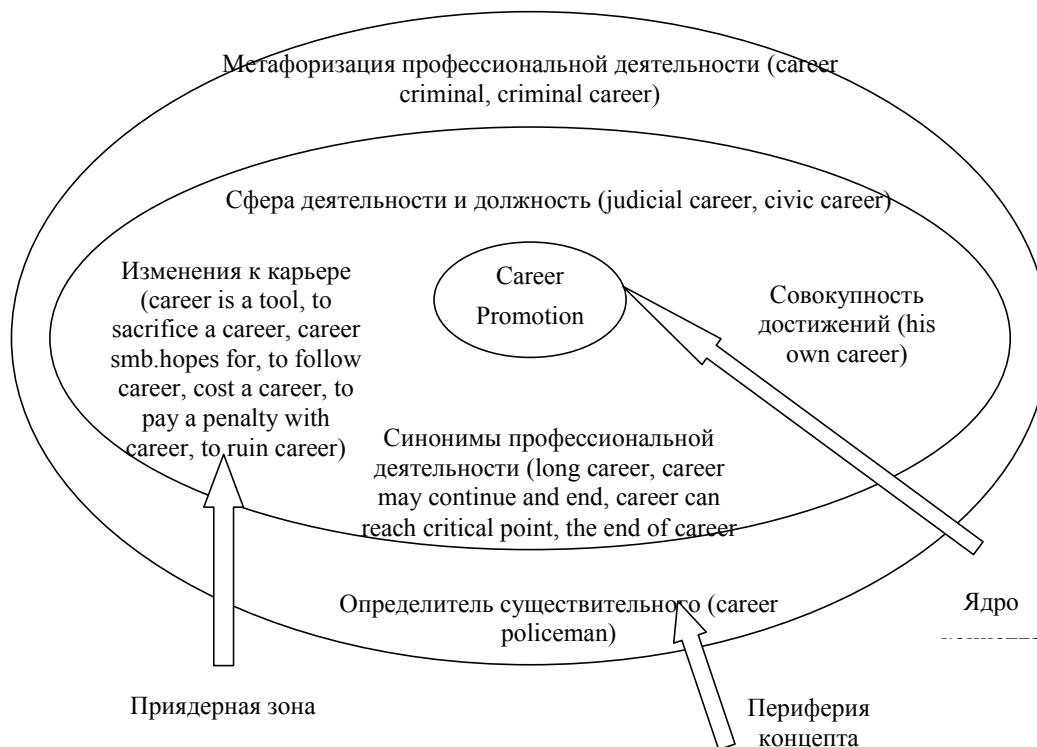 Метафоризация профессиональной деятельности (career
criminal, criminal career)
Сфера деятельности и должность (judicial career, civic career)
Изменения к карьере
(career is a tool, to
sacrifice a career, career
smb.hopes for, to follow
career, cost a career, to
pay a penalty with
career, to ruin career)
Career
Promotion
Совокупность
достижений (his
own career)
Синонимы профессиональной
деятельности (long career, career
may continue and end, career can
reach critical point, the end of career
Определитель существительного (career
policeman)
Ядро
Приядерная зона
Периферия
концепта